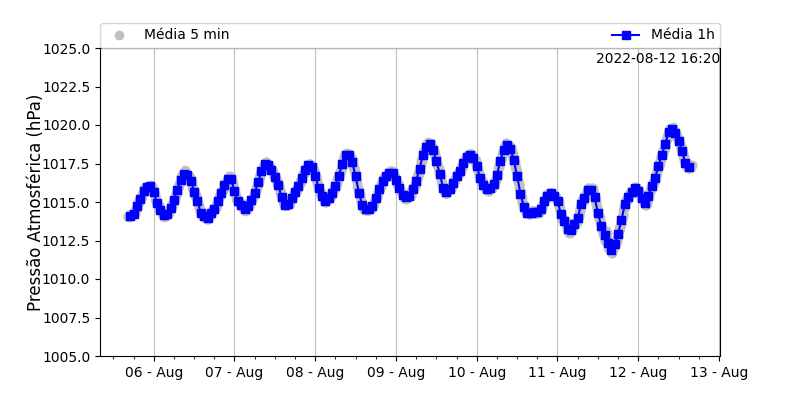 Média 5 min
Média 1h
2022-08-12 16:20
Pressão Atmosférica (hPa)
1025.0
1022.5
1020.0
1017.5
1015.0
1012.5
1010.0
1007.5
1005.0
06 - Aug
07 - Aug
08 - Aug
09 - Aug
10 - Aug
11 - Aug
12 - Aug
13 - Aug